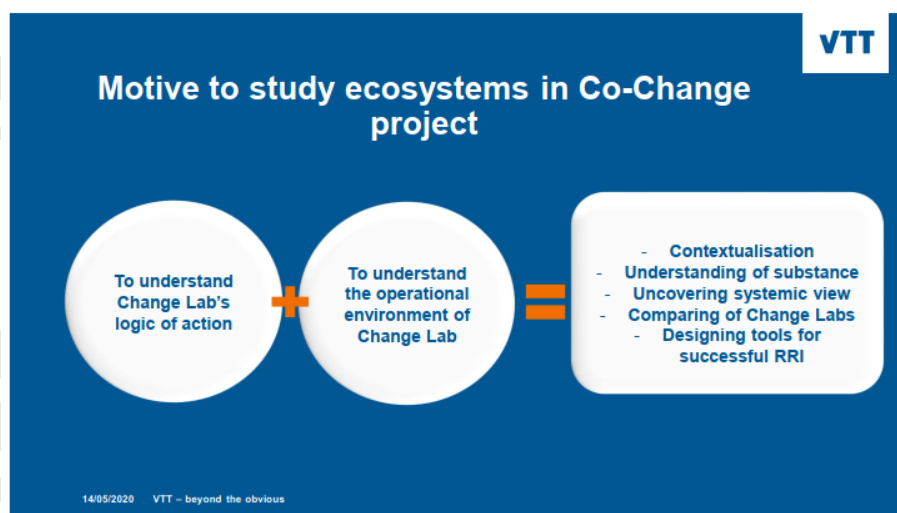 VTT
Motive to study ecosystems in Co-Change
project
To understand
Change Lab's
logic of action
+
To understand
the operational
environment of
Change Lab
=
- Contextualisation
- Understanding of substance
- Uncovering systemic view
- Comparing of Change Labs
- Designing tools for
successful RRI
14/05/2020 VTT – beyond the obvious